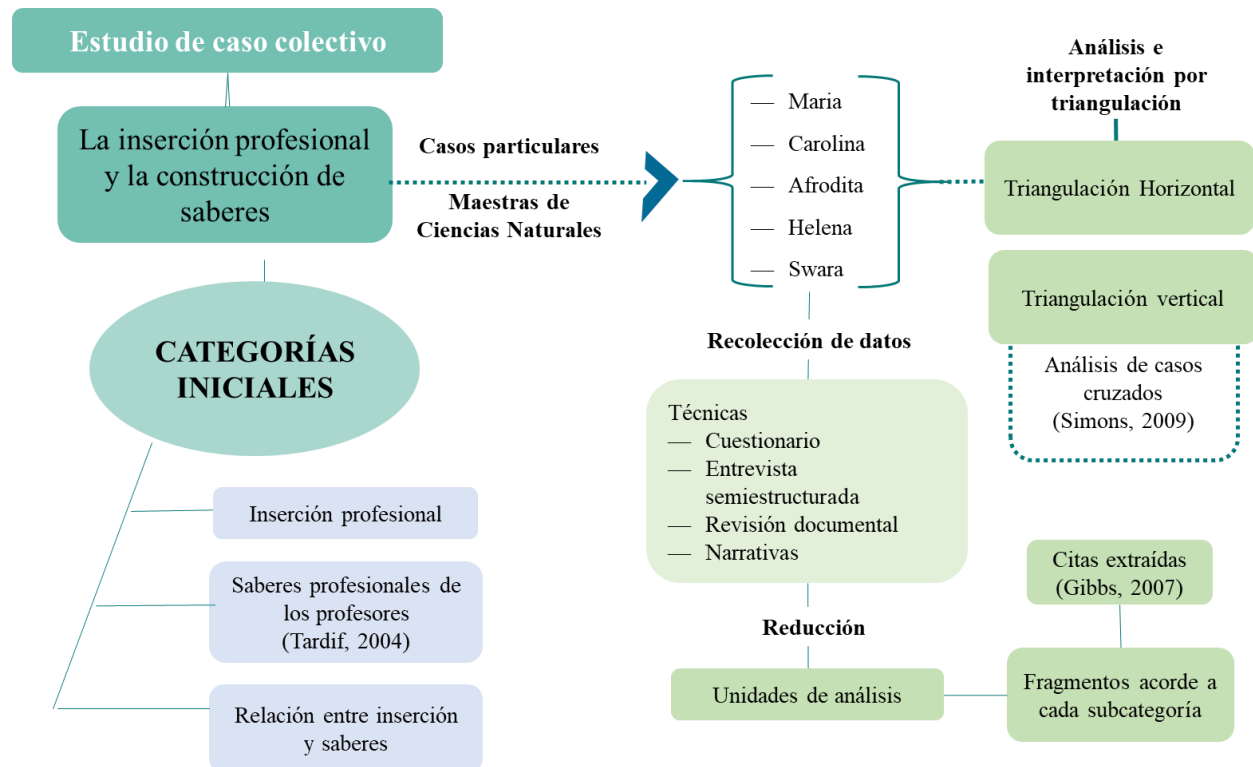 Estudio de caso colectivo
La inserción profesional
y la construcción de
saberes
CATEGORÍAS
INICIALES
Inserción profesional
Saberes profesionales de
los profesores
(Tardif, 2004)
Relación entre inserción
y saberes
Casos particulares
Maestras de
Ciencias Naturales
— Maria
— Carolina
— Afrodita
— Helena
— Swara
Recolección de datos
Técnicas
— Cuestionario
— Entrevista
semiestructurada
— Revisión documental
— Narrativas
Reducción
Unidades de análisis
Fragmentos acorde a
cada subcategoría
Citas extraídas
(Gibbs, 2007)
Análisis e
interpretación por
triangulación
Triangulación Horizontal
Triangulación vertical
Análisis de casos
cruzados
(Simons, 2009)